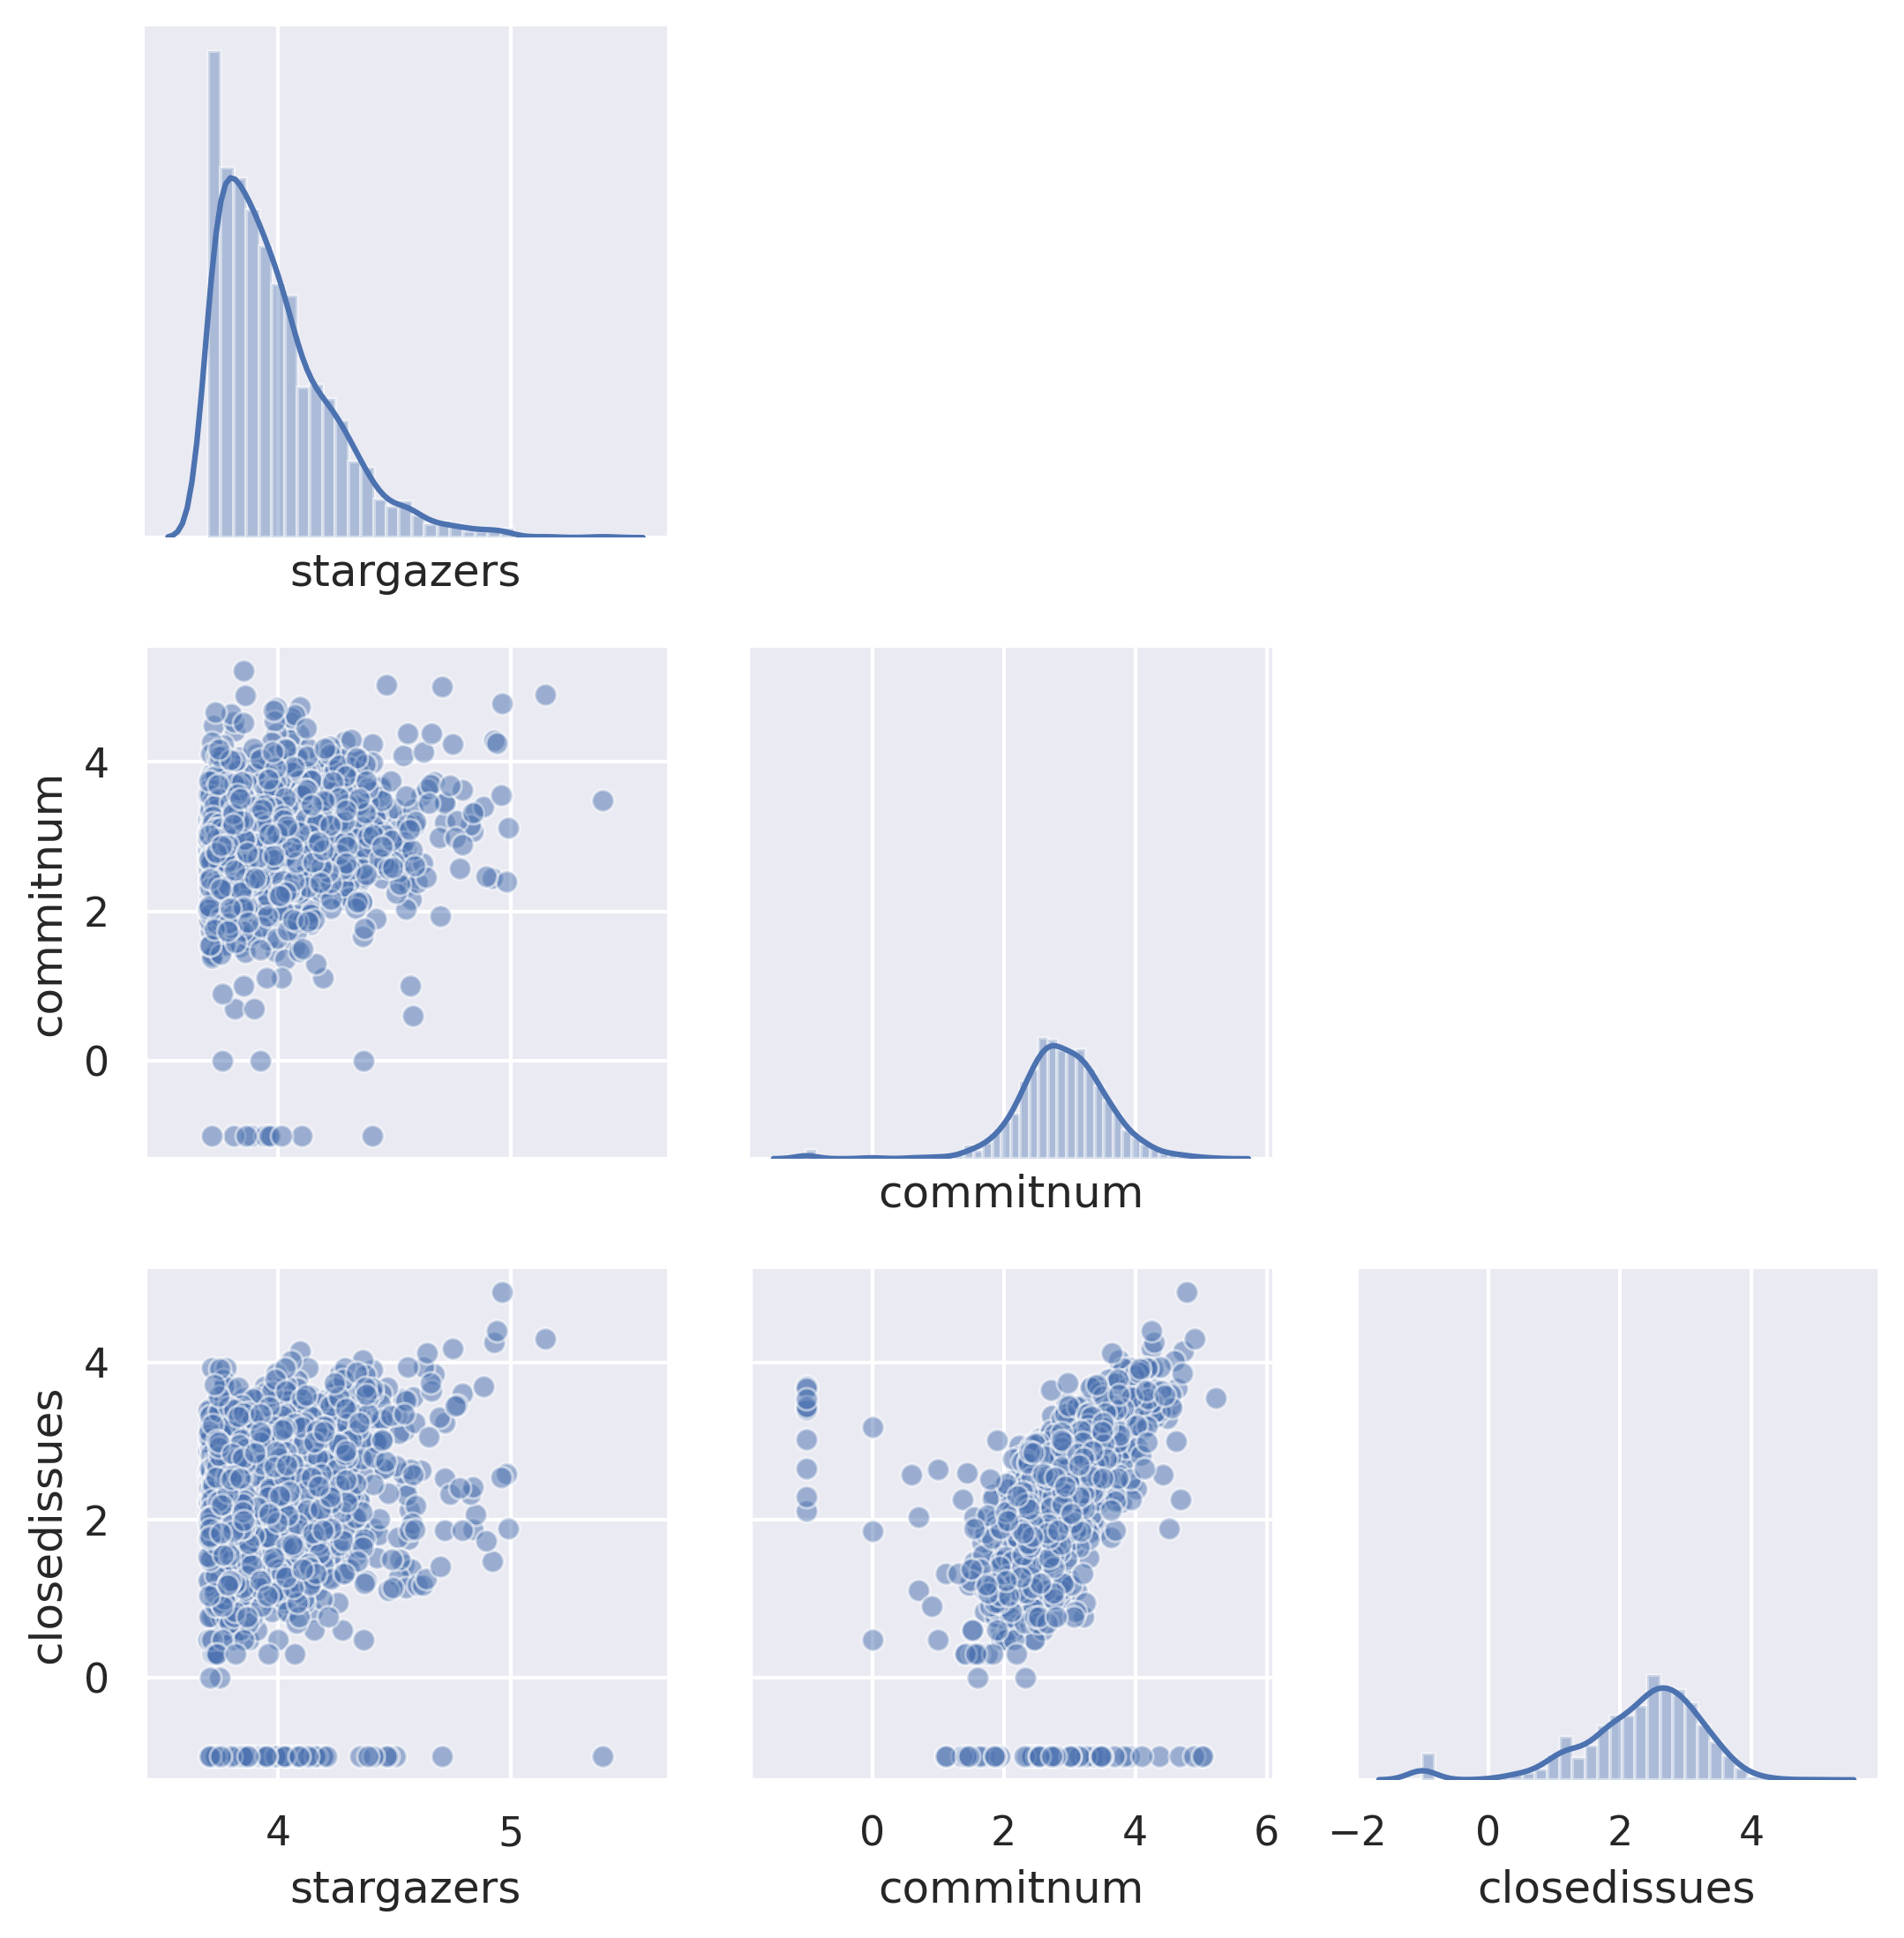 stargazers
commitnum
4
2
0
commitnum
closedissues
4
2
0
4 5
0 2 4 6
−2 0 2 4
stargazers
commitnum
closedissues